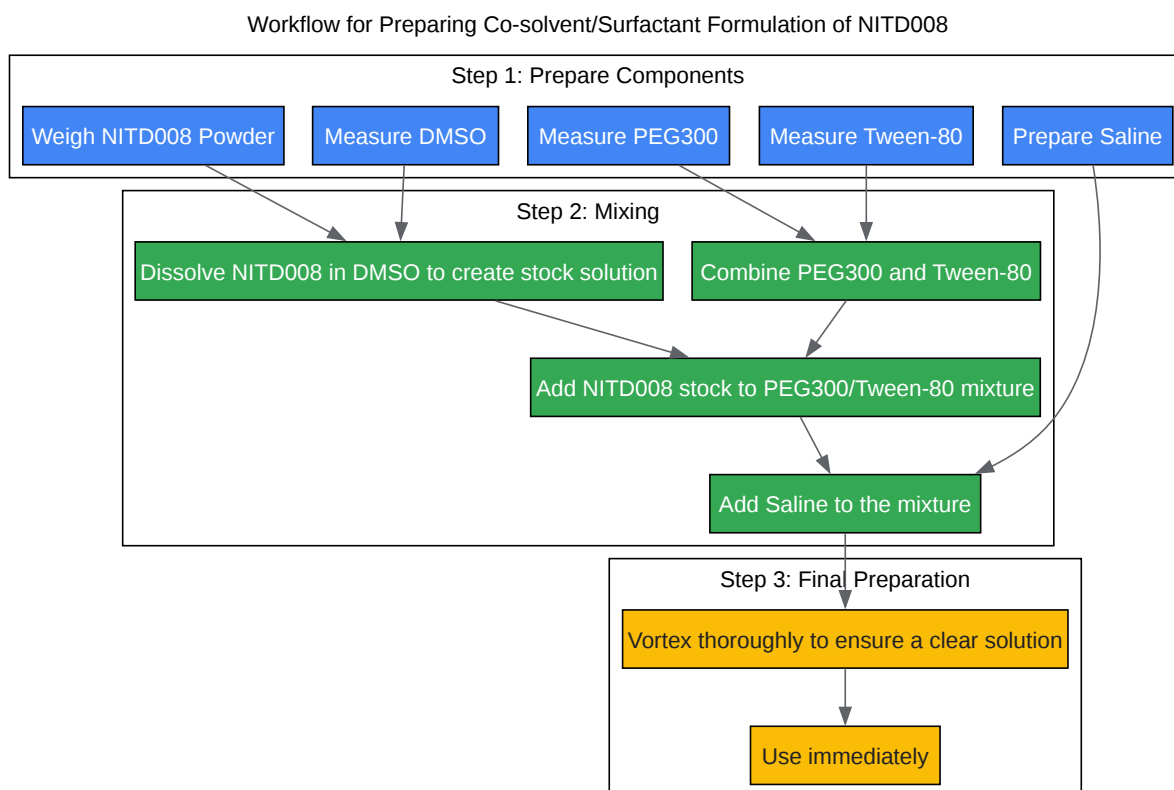 Workflow for Preparing Co-solvent/Surfactant Formulation of NITD008
Step 1: Prepare Components
Weigh NITD008 Powder
Measure DMSO
Measure PEG300
Measure Tween-80
Prepare Saline
Step 2: Mixing
Dissolve NITD008 in DMSO to create stock solution
Combine PEG300 and Tween-80
Add NITD008 stock to PEG300/Tween-80 mixture
Add Saline to the mixture
Step 3: Final Preparation
Vortex thoroughly to ensure a clear solution
Use immediately